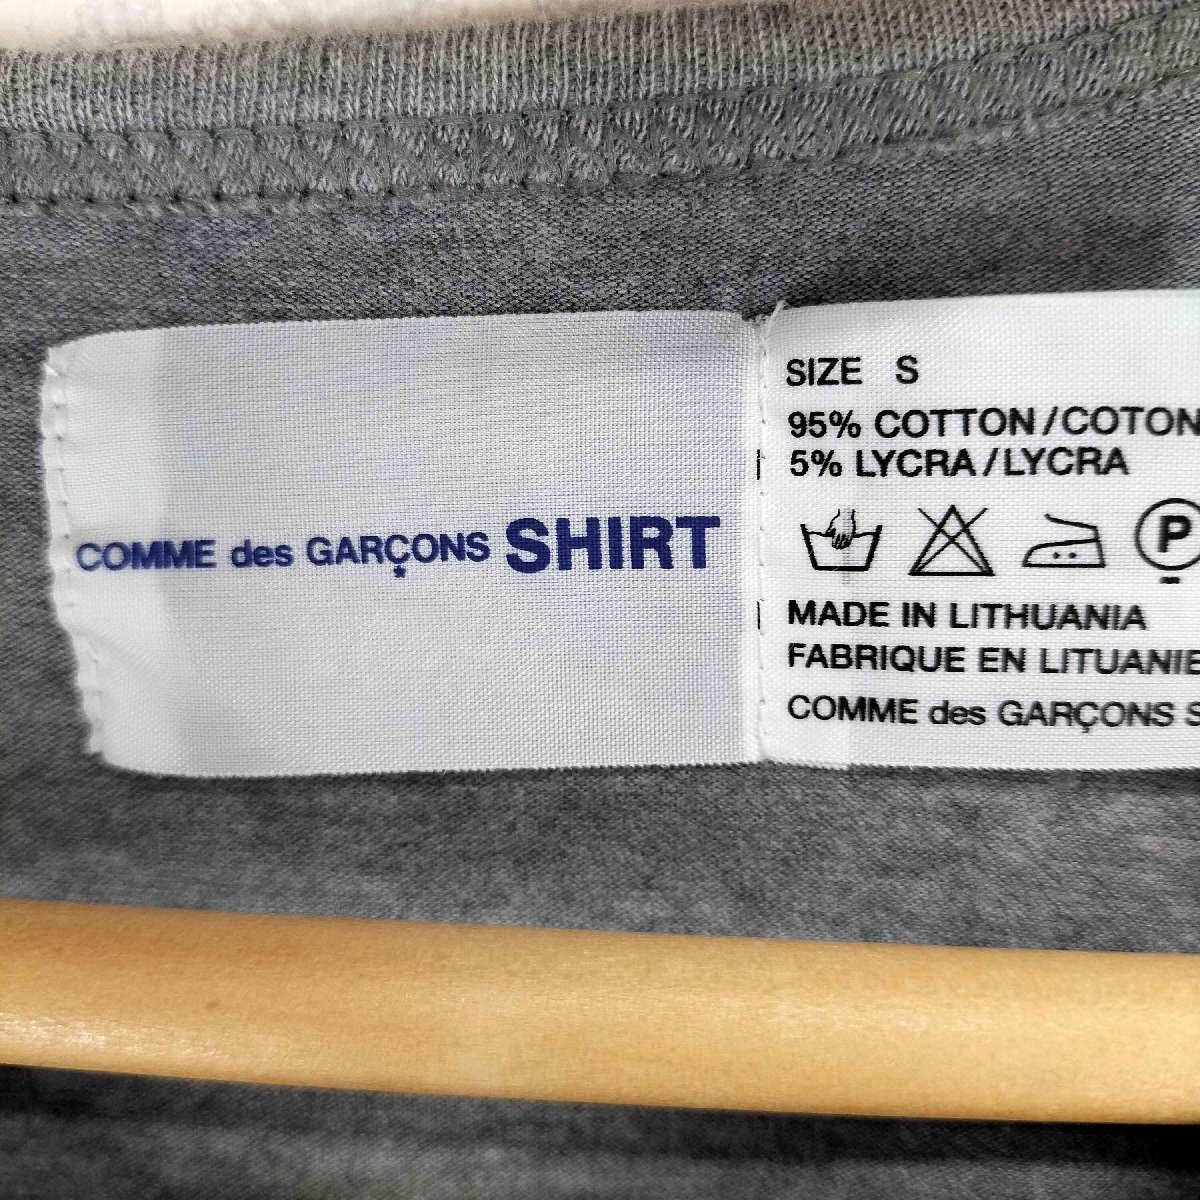 COMME des GARÇONS SHIRT
SIZE S
95% COTTON/COTON
5% LYCRA/LYCRA
P
MADE IN LITHUANIA
FABRIQUE EN LITUANIE
COMME des GARÇONS S